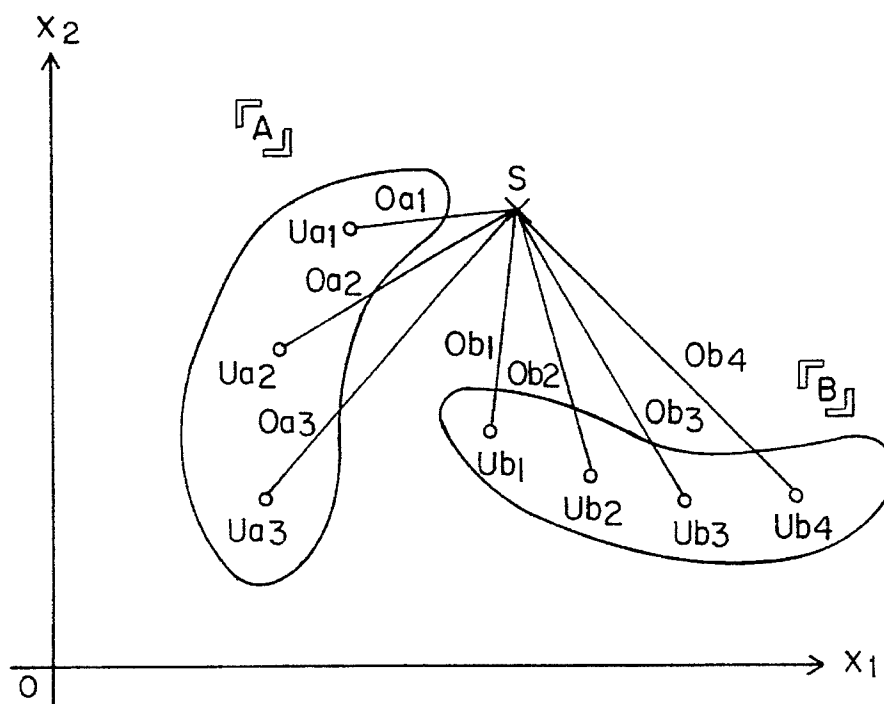 X2
『A』
S
Oa1
Ua1
Oa2
Ob1
Ob4
Ua2
Ob2
『B』
Oa3
Ob3
Ub1
Ua3
Ub2
Ub3
Ub4
O
X1